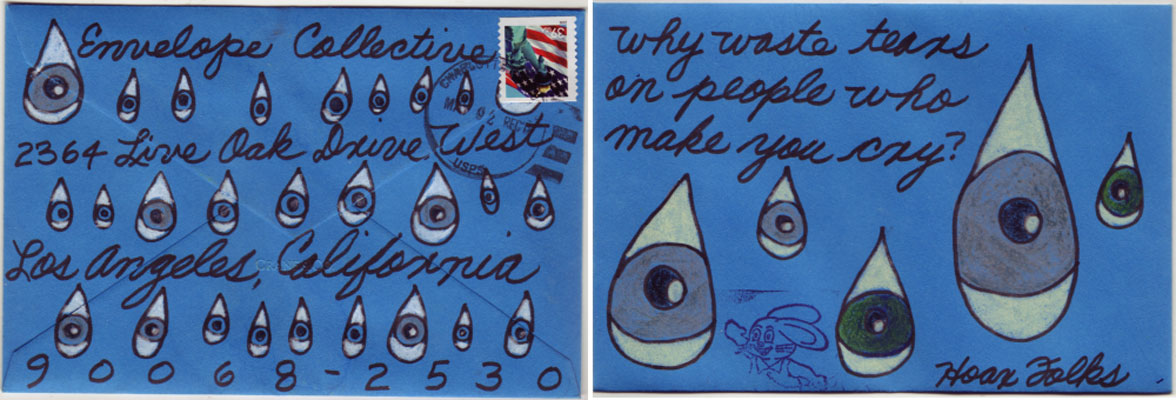 Envelope Collective
39
2364 Live Oak Drive West
USPS
Los Angeles, California
90068-2530
Why waste tears
on people who
make you cry?
Hoax Folks